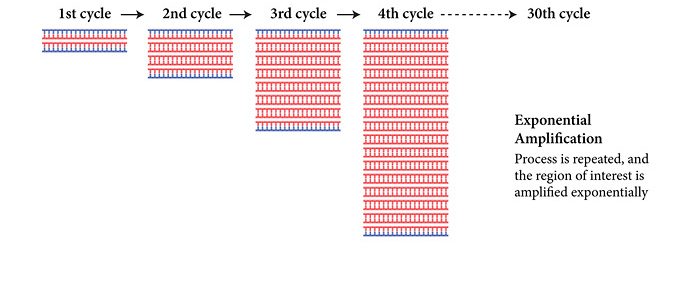 1st cycle 2nd cycle 3rd cycle 4th cycle 30th cycle
Exponential
Amplification
Process is repeated, and
the region of interest is
amplified exponentially